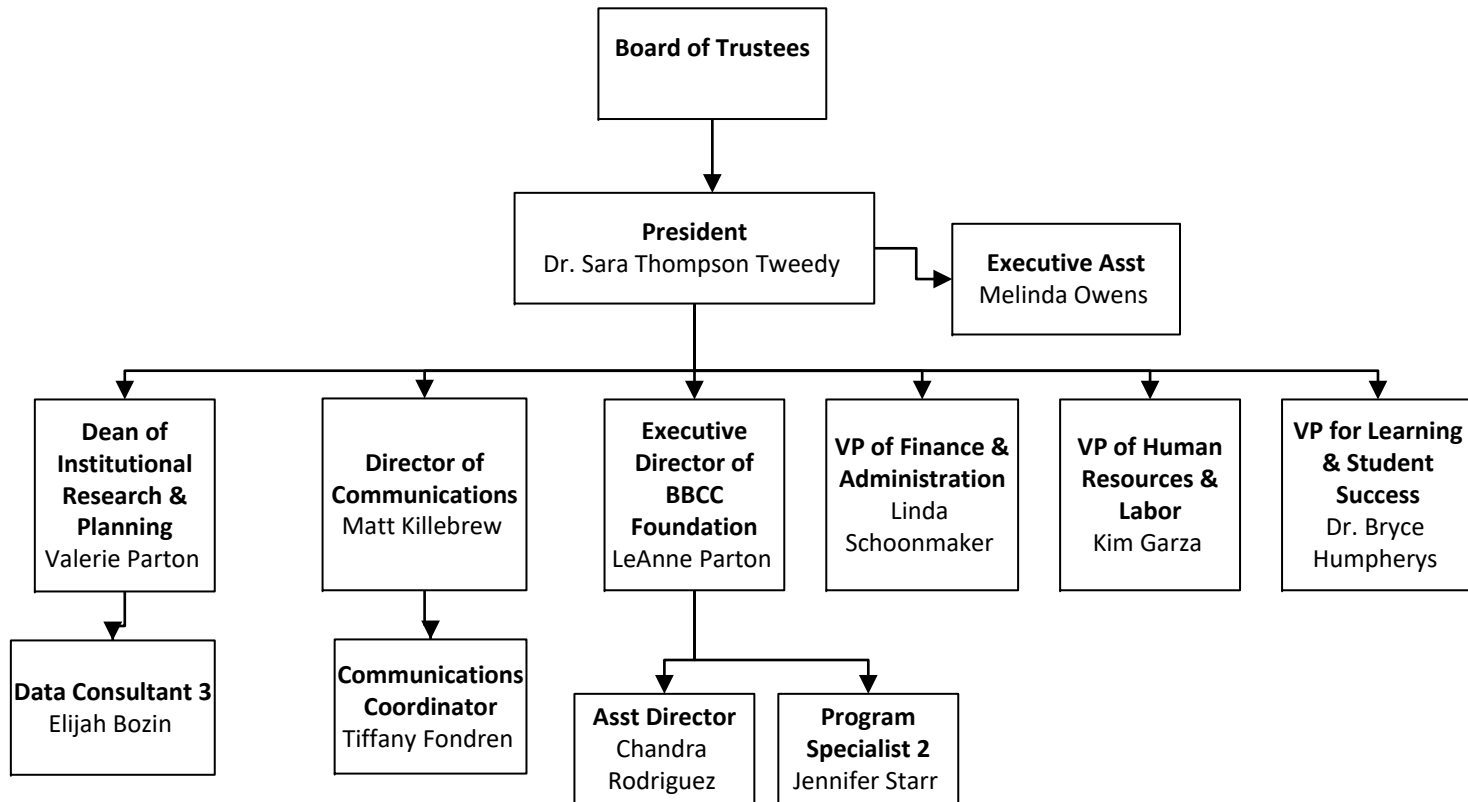 Board of Trustees
President
Dr. Sara Thompson Tweedy
Executive Asst
Melinda Owens
Dean of
Institutional
Research &
Planning
Valerie Parton
Director of
Communications
Matt Killebrew
Executive
Director of
BBCC
Foundation
LeAnne Parton
VP of Finance &
Administration
Linda
Schoonmaker
VP of Human
Resources &
Labor
Kim Garza
VP for Learning
& Student
Success
Dr. Bryce
Humpherys
Data Consultant 3
Elijah Bozin
Communications
Coordinator
Tiffany Fondren
Asst Director
Chandra
Rodriguez
Program
Specialist 2
Jennifer Starr